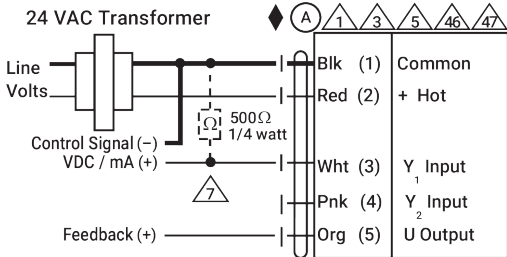 24 VAC Transformer
A 1 3 5 46 47
Line
Volts
Blk (1) Common
Red (2) + Hot
Ω 500Ω
1/4 watt
Control Signal (–)
VDC / mA (+)
Wht (3) Y1 Input
7
Pnk (4) Y2 Input
Feedback (+)
Org (5) U Output